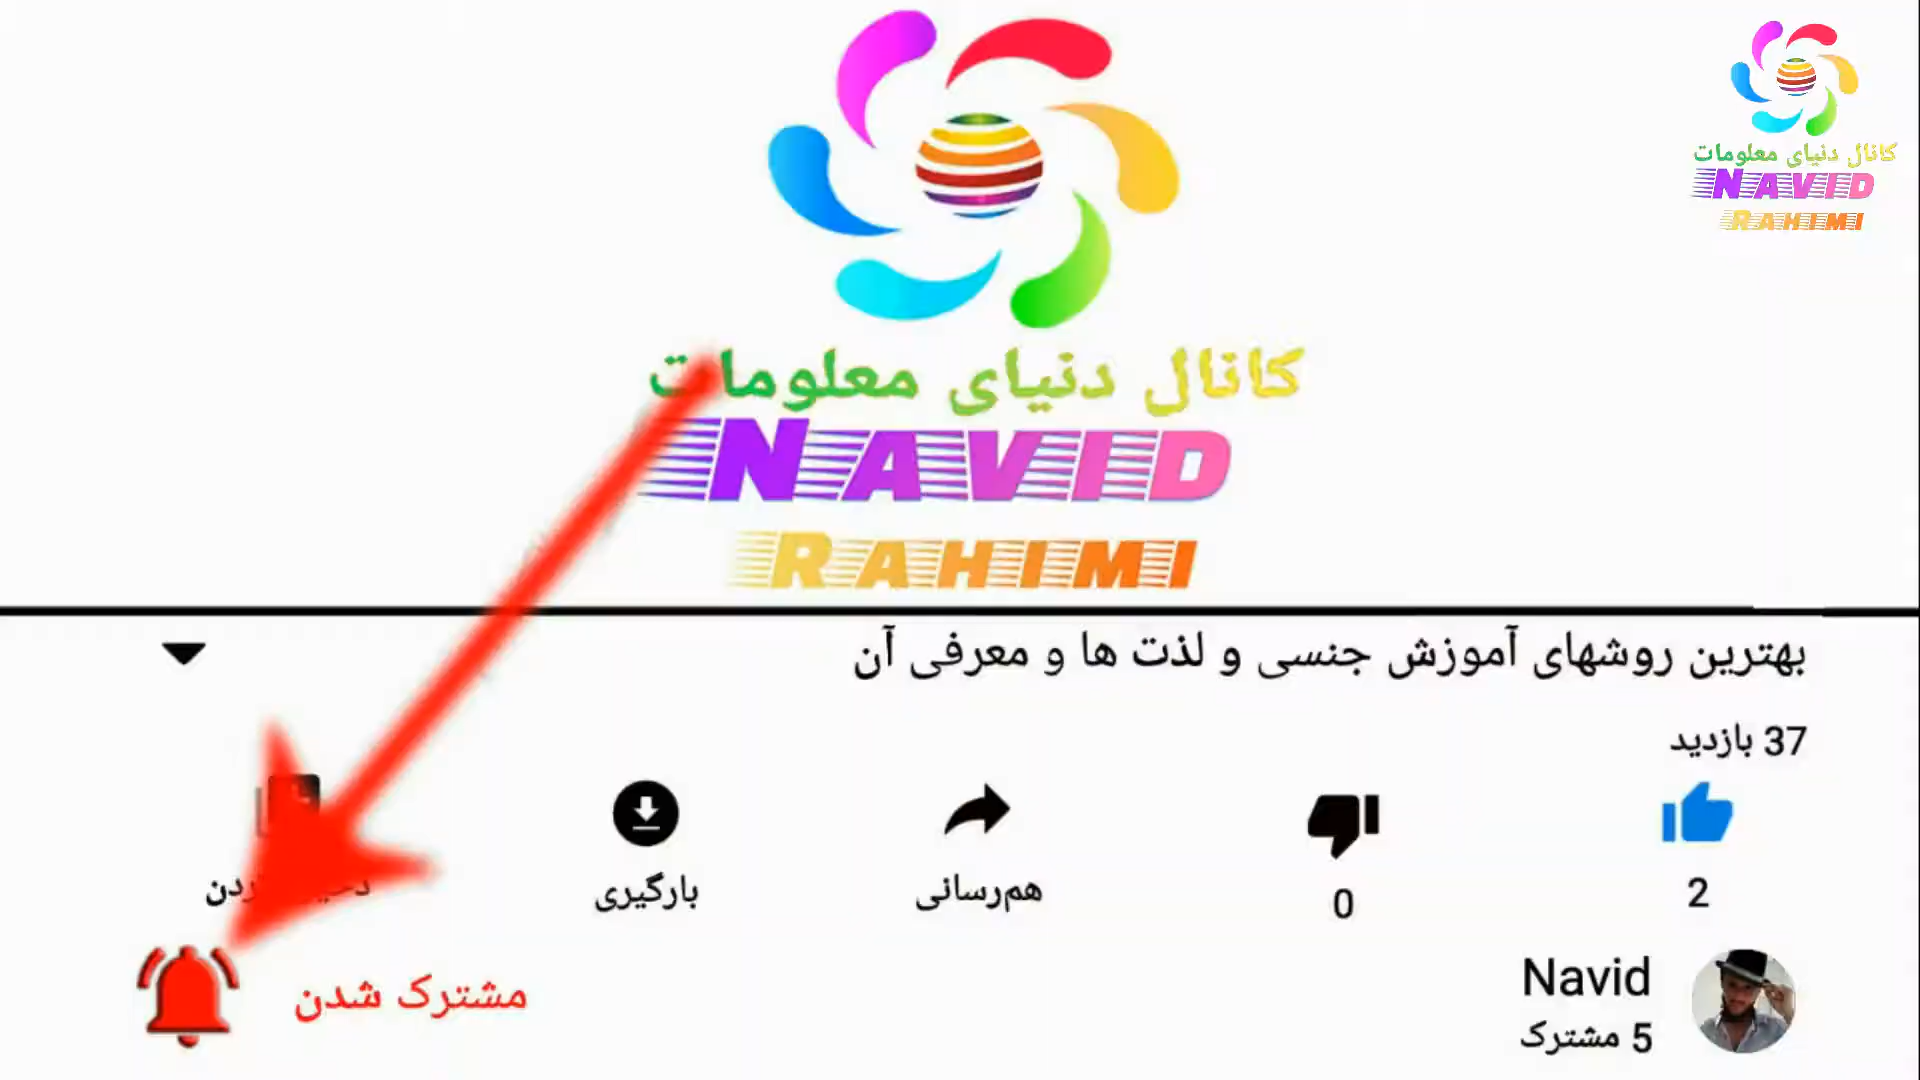 کانال دنیای معلومات
NAVID
RAHIMI
کانال دنیای معلومات
NAVID
RAHIMI
بهترین روشهای آموزش جنسی و لذت ها و معرفی آن
37 بازدید
2
0
هم‌رسانی
بارگیری
Navid
5 مشترک
مشترک شدن